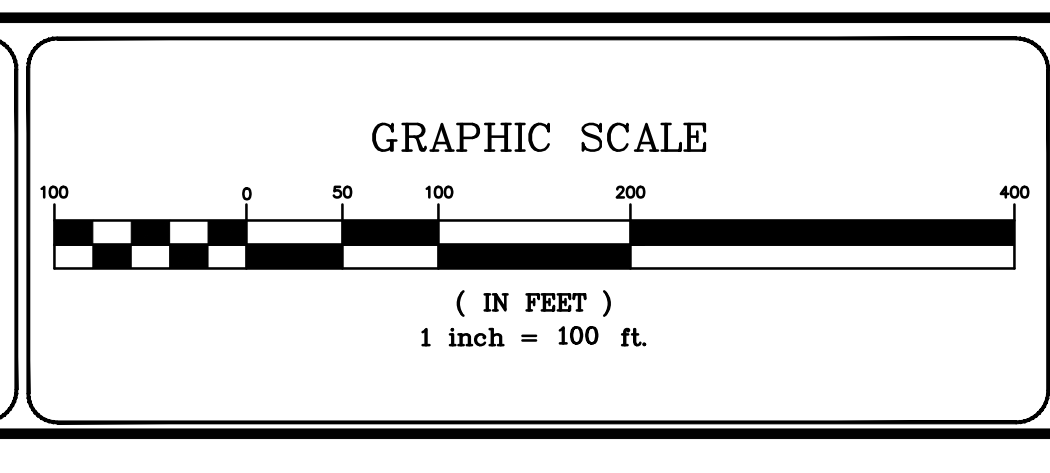 GRAPHIC SCALE
100 0 50 100 200 400
( IN FEET )
1 inch = 100 ft.